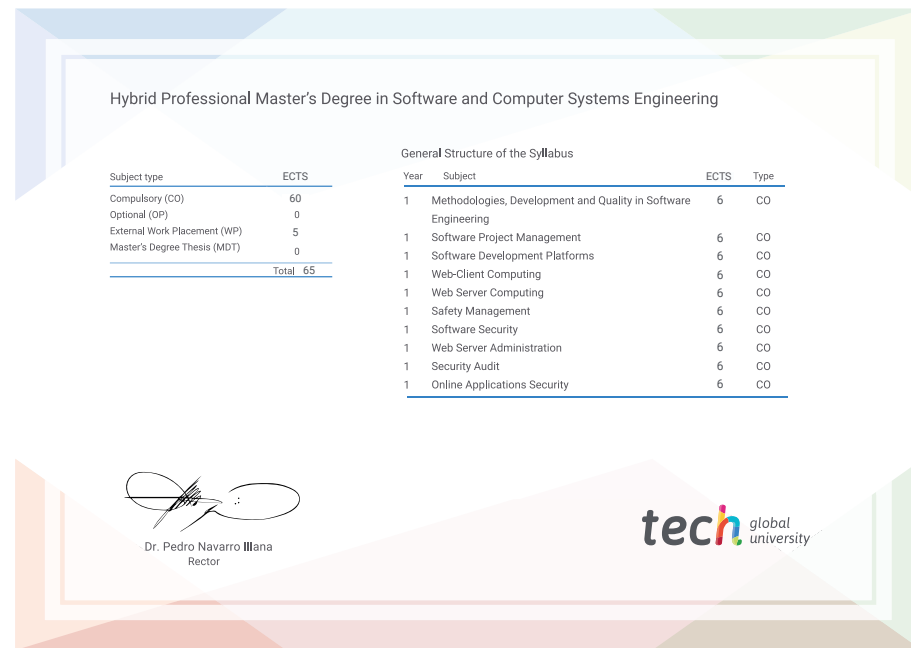 Hybrid Professional Master's Degree in Software and Computer Systems Engineering
Subject type ECTS
Compulsory (CO) 60
Optional (OP) 0
External Work Placement (WP) 5
Master's Degree Thesis (MDT) 0
Total 65
General Structure of the Syllabus
Year Subject ECTS Type
1 Methodologies, Development and Quality in Software 6 CO
Engineering
1 Software Project Management 6 CO
1 Software Development Platforms 6 CO
1 Web-Client Computing 6 CO
1 Web Server Computing 6 CO
1 Safety Management 6 CO
1 Software Security 6 CO
1 Web Server Administration 6 CO
1 Security Audit 6 CO
1 Online Applications Security 6 CO
Dr. Pedro Navarro Illana
Rector
tech global
university